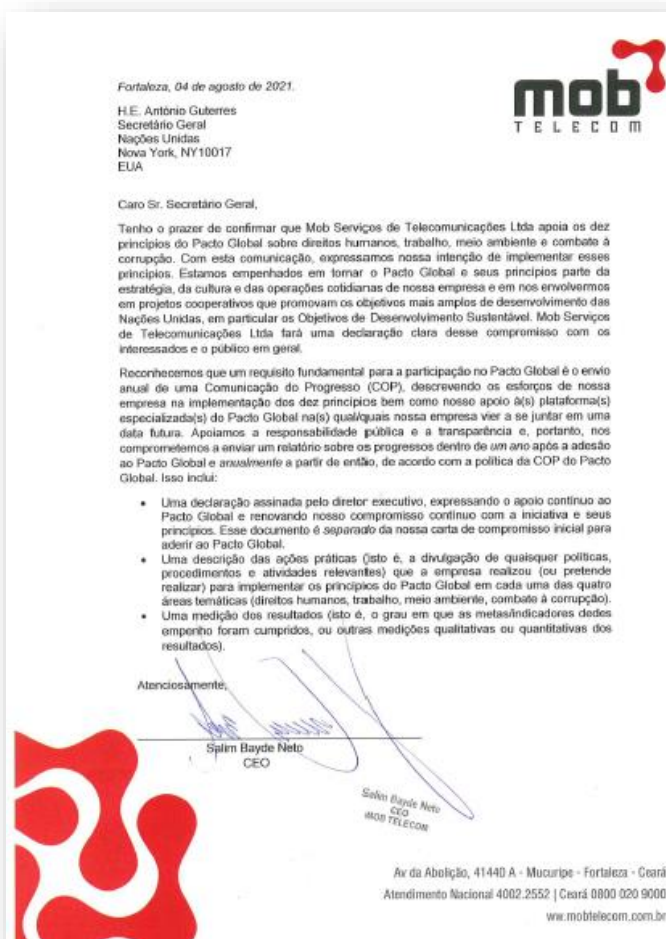 mob
TELECOM
Fortaleza, 04 de agosto de 2021.
H.E. António Guterres
Secretário Geral
Nações Unidas
Nova York, NY10017
EUA
Caro Sr. Secretário Geral,
Tenho o prazer de confirmar que Mob Serviços de Telecomunicações Ltda apoia os dez
princípios do Pacto Global sobre direitos humanos, trabalho, meio ambiente e combate à
corrupção. Com esta comunicação, expressamos nossa intenção de implementar esses
princípios. Estamos empenhados em tornar o Pacto Global e seus princípios parte da
estratégia, da cultura e das operações cotidianas de nossa empresa e em nos envolvermos
em projetos cooperativos que promovam os objetivos mais amplos de desenvolvimento das
Nações Unidas, em particular os Objetivos de Desenvolvimento Sustentável. Mob Serviços
de Telecomunicações Ltda fará uma declaração clara desse compromisso com os
interessados e o público em geral.
Reconhecemos que um requisito fundamental para a participação no Pacto Global é o envio
anual de uma Comunicação do Progresso (COP), descrevendo os esforços de nossa
empresa na implementação dos dez princípios bem como nosso apoio à(s) plataforma(s)
especializada(s) do Pacto Global na(s) qual/quais nossa empresa vier a se juntar em uma
data futura. Apoiamos a responsabilidade pública e a transparência e, portanto, nos
comprometemos a enviar um relatório sobre os progressos dentro de um ano após a adesão
ao Pacto Global e anualmente a partir de então, de acordo com a política da COP do Pacto
Global. Isso inclui:
• Uma declaração assinada pelo diretor executivo, expressando o apoio contínuo ao
Pacto Global e renovando nosso compromisso contínuo com a iniciativa e seus
princípios. Esse documento é separado da nossa carta de compromisso inicial para
aderir ao Pacto Global.
• Uma descrição das ações práticas (isto é, a divulgação de quaisquer políticas,
procedimentos e atividades relevantes) que a empresa realizou (ou pretende
realizar) para implementar os princípios do Pacto Global em cada uma das quatro
áreas temáticas (direitos humanos, trabalho, meio ambiente, combate à corrupção).
• Uma medição dos resultados (isto é, o grau em que as metas/indicadores dedes
empenho foram cumpridos, ou outras medições qualitativas ou quantitativas dos
resultados).
Atenciosamente,
Salim Bayde Neto
CEO
Salim Bayde Neto
CEO
MOB TELECOM
Av da Abolição, 41440 A - Mucuripe - Fortaleza - Ceará
Atendimento Nacional 4002.2552 | Ceará 0800 020 9000
ww.mobtelecom.com.br